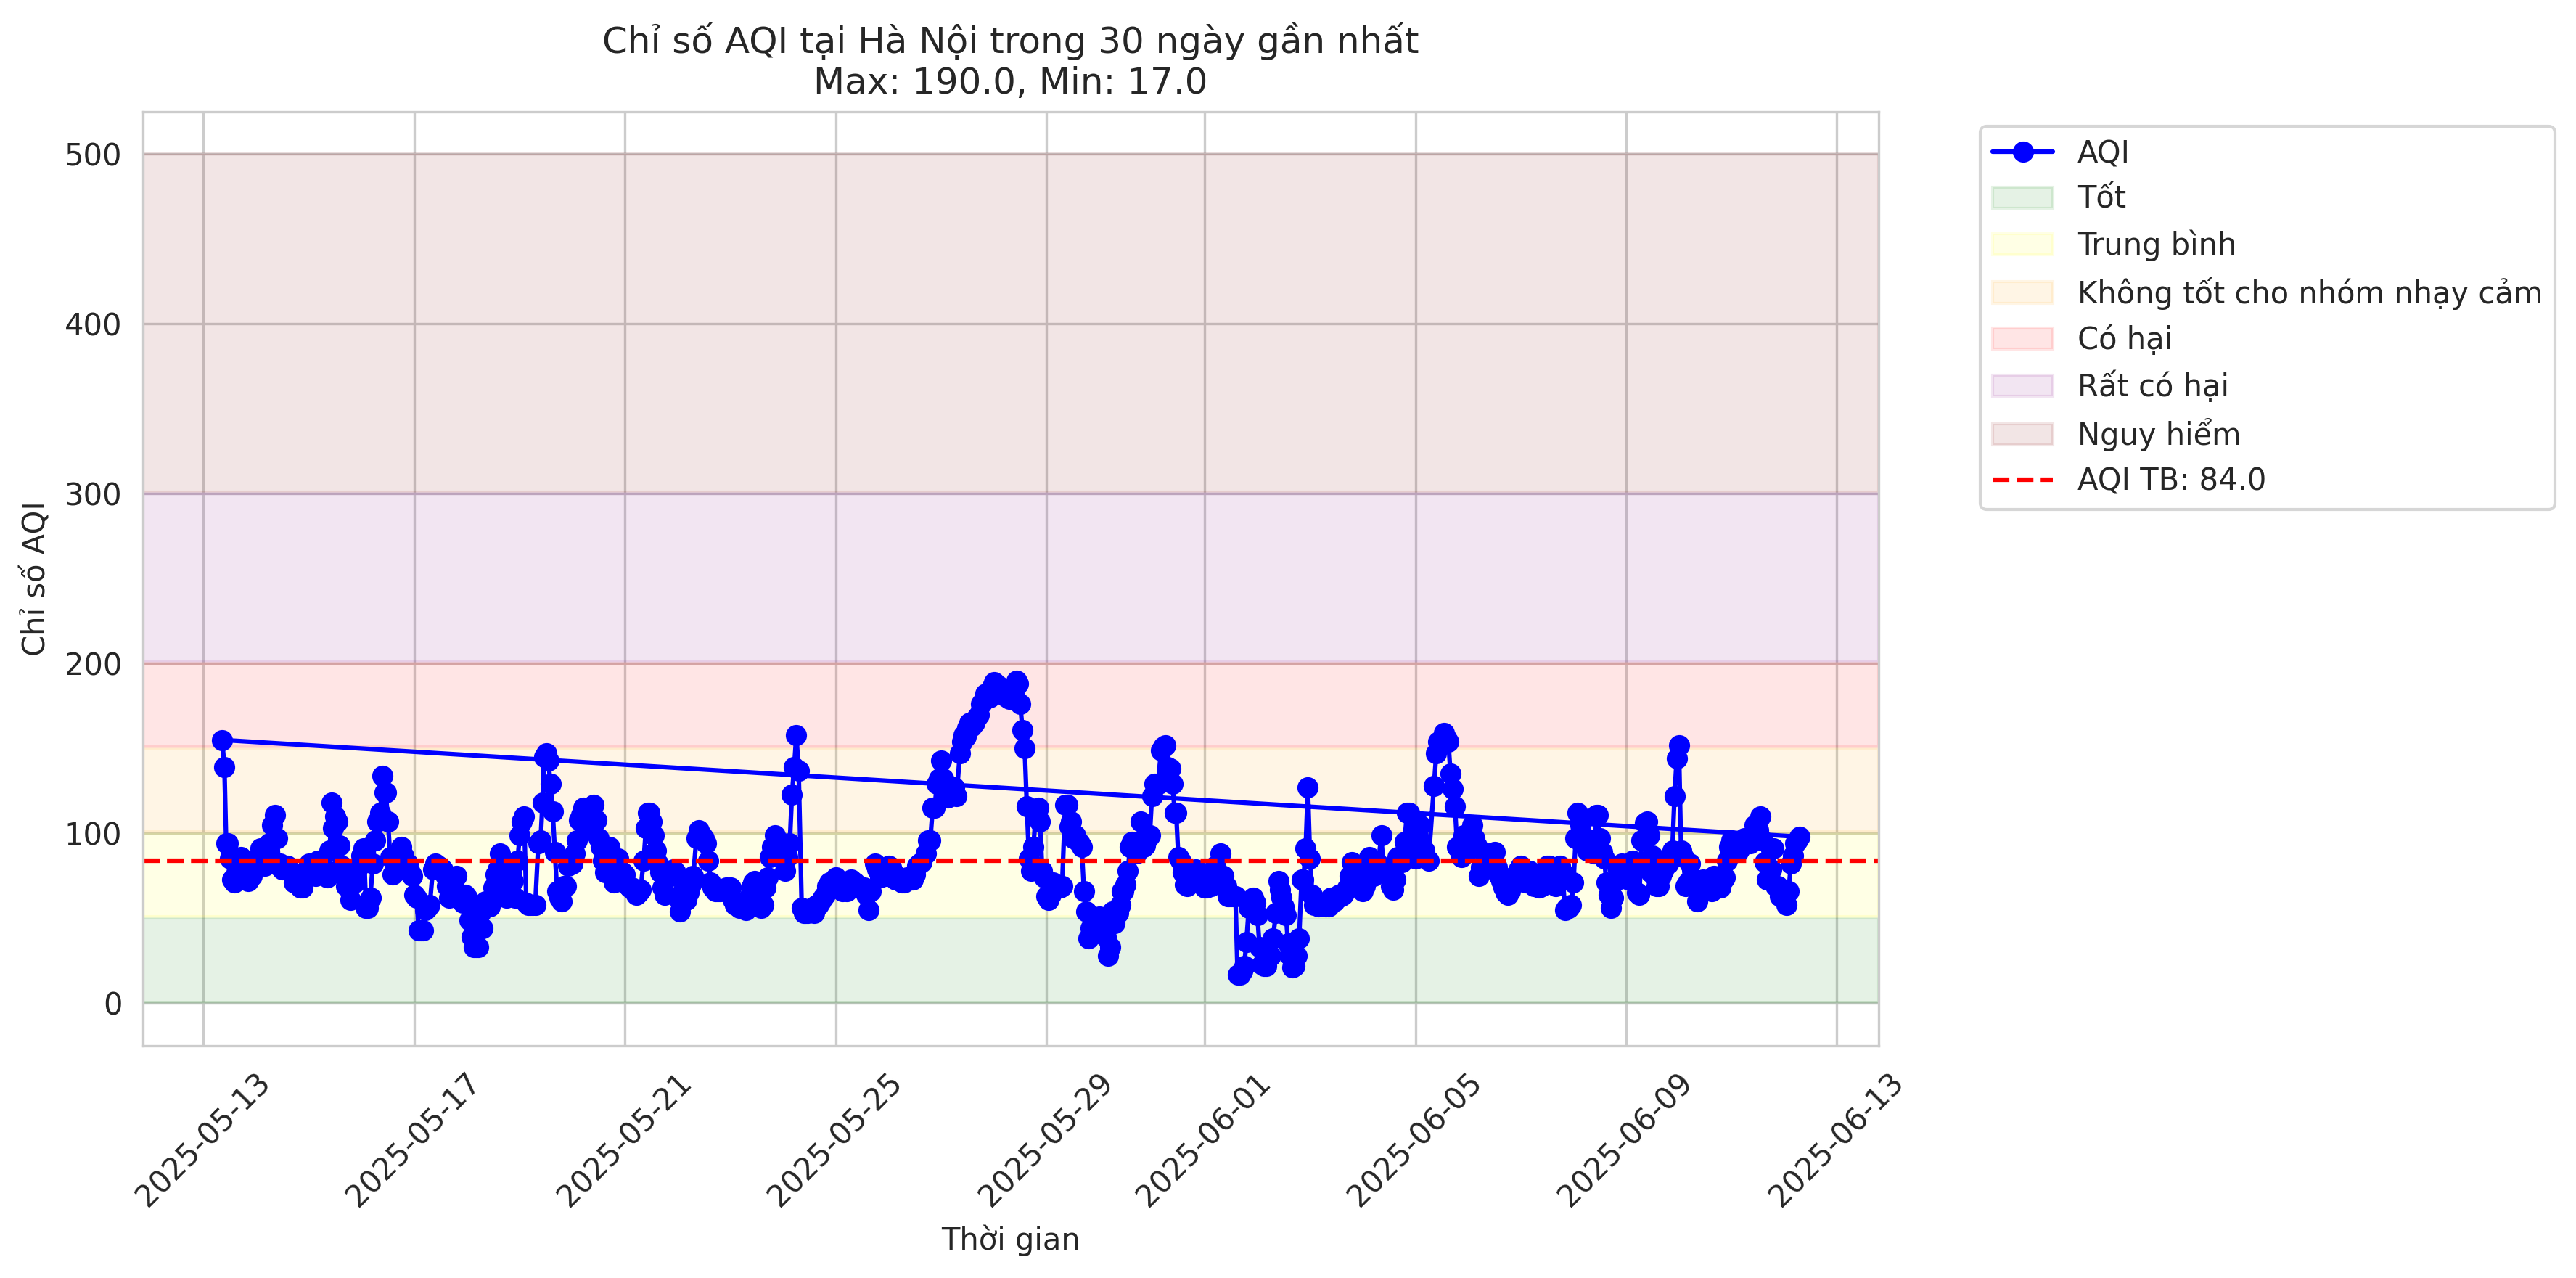 Chỉ số AQI tại Hà Nội trong 30 ngày gần nhất
Max: 190.0, Min: 17.0
Chỉ số AQI
500
400
300
200
100
0
2025-05-13
2025-05-17
2025-05-21
2025-05-25
2025-05-29
2025-06-01
2025-06-05
2025-06-09
2025-06-13
Thời gian
AQI
Tốt
Trung bình
Không tốt cho nhóm nhạy cảm
Có hại
Rất có hại
Nguy hiểm
AQI TB: 84.0